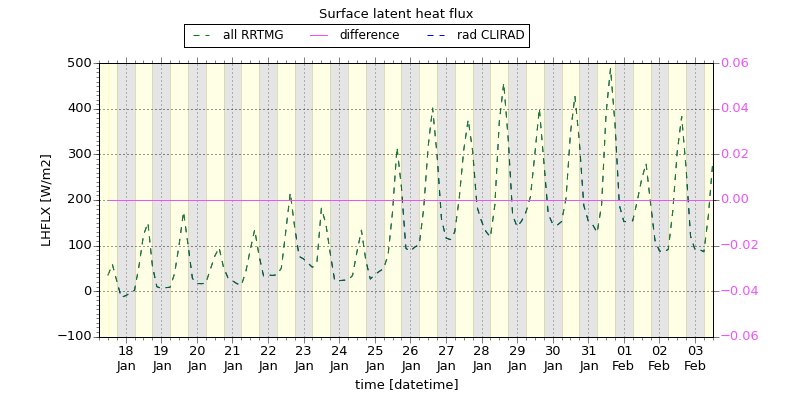 Surface latent heat flux
all RRTMG difference rad CLIRAD
500 0.06
400 0.04
300 0.02
200 0.00
100 −0.02
0 −0.04
−100 −0.06
LHFLX [W/m2]
18 19 20 21 22 23 24 25 26 27 28 29 30 31 01 02 03
Jan Jan Jan Jan Jan Jan Jan Jan Jan Jan Jan Jan Jan Jan Feb Feb Feb
time [datetime]